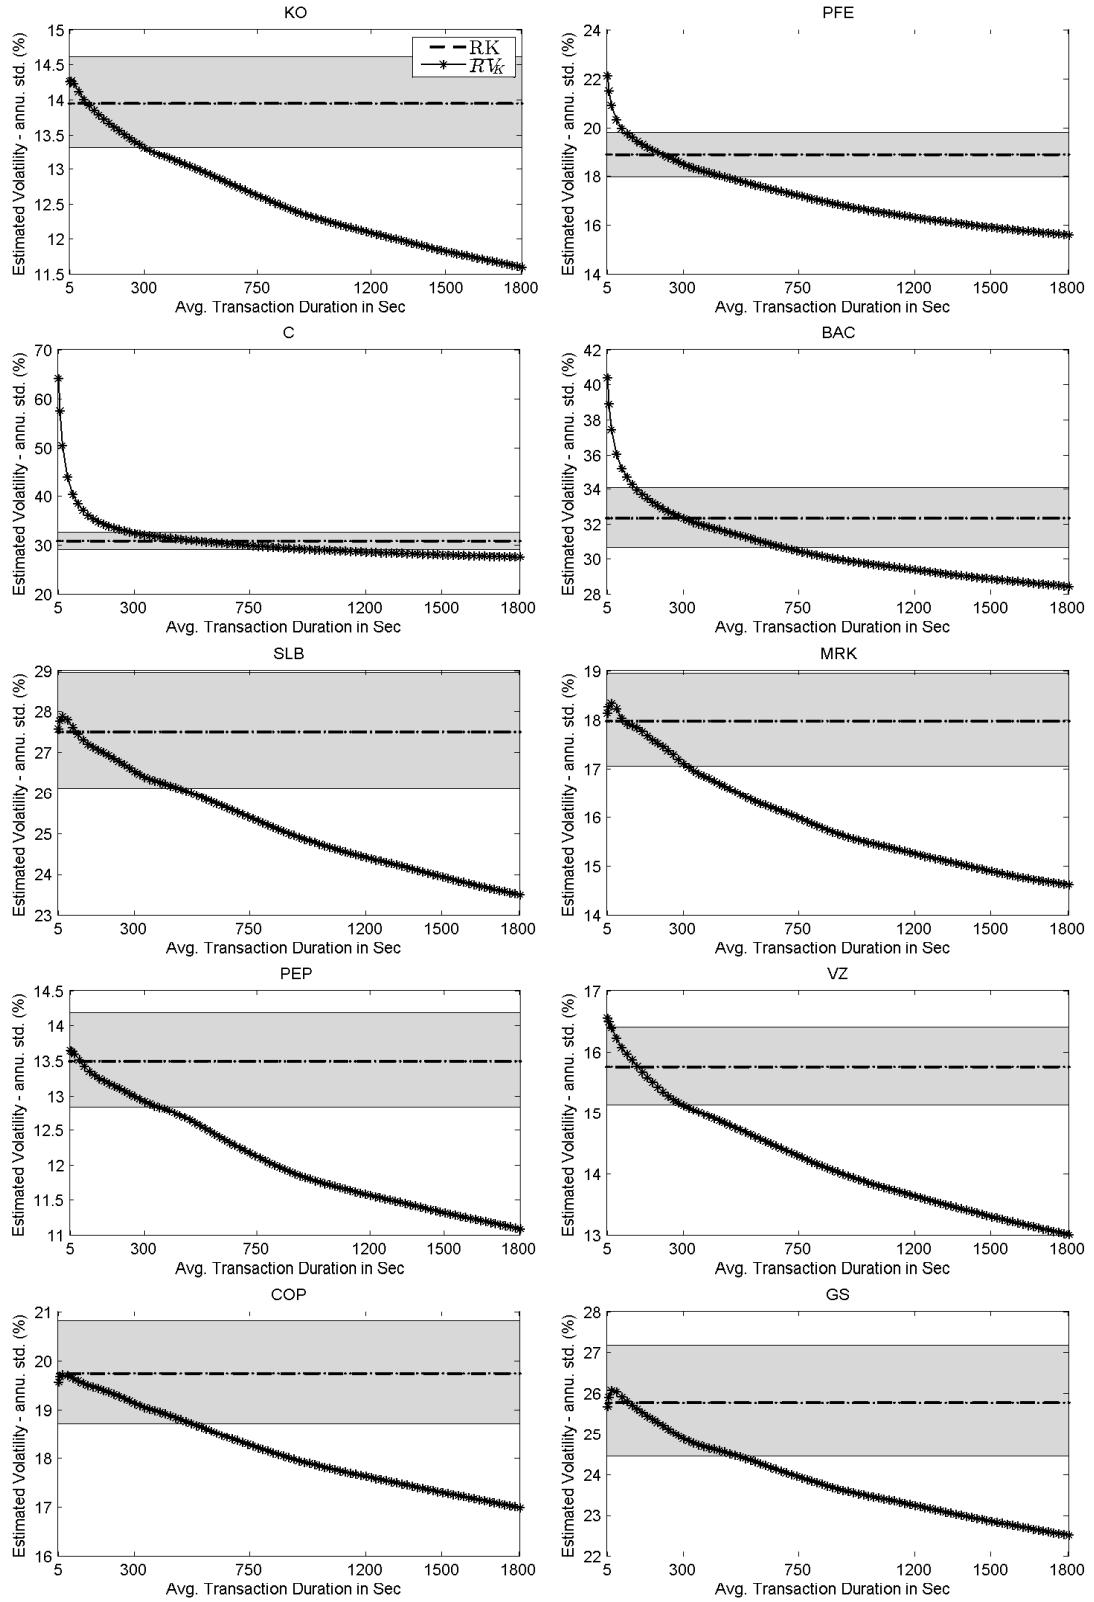 KO
Estimated Volatility - annu. std. (%)
15
14.5
14
13.5
13
12.5
12
11.5
RK
RV_K
5 300 750 1200 1500 1800
Avg. Transaction Duration in Sec
PFE
Estimated Volatility - annu. std. (%)
24
22
20
18
16
14
5 300 750 1200 1500 1800
Avg. Transaction Duration in Sec
C
Estimated Volatility - annu. std. (%)
70
60
50
40
30
20
5 300 750 1200 1500 1800
Avg. Transaction Duration in Sec
BAC
Estimated Volatility - annu. std. (%)
42
40
38
36
34
32
30
28
5 300 750 1200 1500 1800
Avg. Transaction Duration in Sec
SLB
Estimated Volatility - annu. std. (%)
29
28
27
26
25
24
23
5 300 750 1200 1500 1800
Avg. Transaction Duration in Sec
MRK
Estimated Volatility - annu. std. (%)
19
18
17
16
15
14
5 300 750 1200 1500 1800
Avg. Transaction Duration in Sec
PEP
Estimated Volatility - annu. std. (%)
14.5
14
13.5
13
12.5
12
11.5
11
5 300 750 1200 1500 1800
Avg. Transaction Duration in Sec
VZ
Estimated Volatility - annu. std. (%)
17
16
15
14
13
5 300 750 1200 1500 1800
Avg. Transaction Duration in Sec
COP
Estimated Volatility - annu. std. (%)
21
20
19
18
17
16
5 300 750 1200 1500 1800
Avg. Transaction Duration in Sec
GS
Estimated Volatility - annu. std. (%)
28
27
26
25
24
23
22
5 300 750 1200 1500 1800
Avg. Transaction Duration in Sec